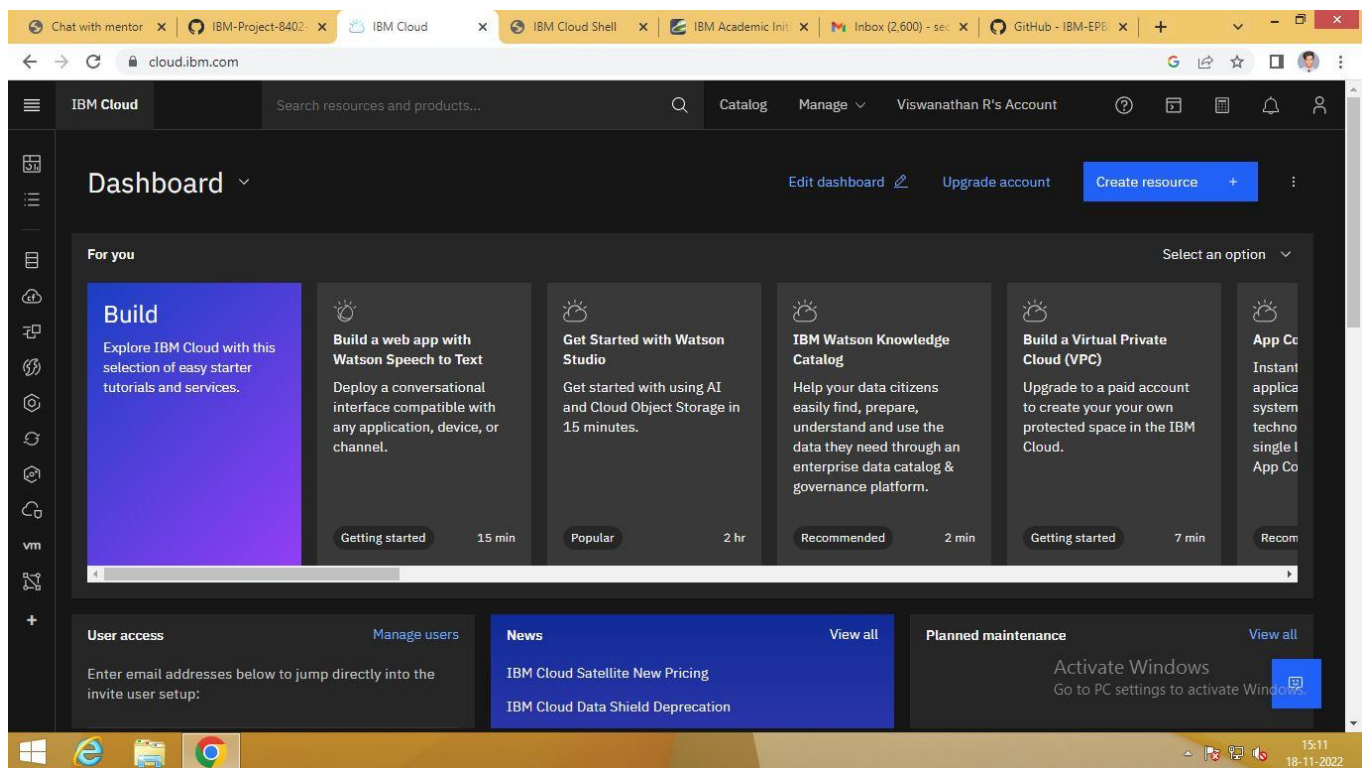 Chat with mentor
IBM-Project-8402-
IBM Cloud
IBM Cloud Shell
IBM Academic Init
Inbox (2,600) - sec
GitHub - IBM-EPB
cloud.ibm.com
IBM Cloud
Search resources and products...
Catalog
Manage
Viswanathan R's Account
Dashboard
Edit dashboard
Upgrade account
Create resource +
For you
Select an option
Build
Explore IBM Cloud with this
selection of easy starter
tutorials and services.
Build a web app with
Watson Speech to Text
Deploy a conversational
interface compatible with
any application, device, or
channel.
Getting started
15 min
Get Started with Watson
Studio
Get started with using AI
and Cloud Object Storage in
15 minutes.
Popular
2 hr
IBM Watson Knowledge
Catalog
Help your data citizens
easily find, prepare,
understand and use the
data they need through an
enterprise data catalog &
governance platform.
Recommended
2 min
Build a Virtual Private
Cloud (VPC)
Upgrade to a paid account
to create your your own
protected space in the IBM
Cloud.
Getting started
7 min
App Co
Instant
applica
system
techno
single l
App Co
Recom
vm
User access
Manage users
Enter email addresses below to jump directly into the
invite user setup:
News
View all
IBM Cloud Satellite New Pricing
IBM Cloud Data Shield Deprecation
Planned maintenance
View all
Activate Windows
Go to PC settings to activate Windows.
15:11
18-11-2022